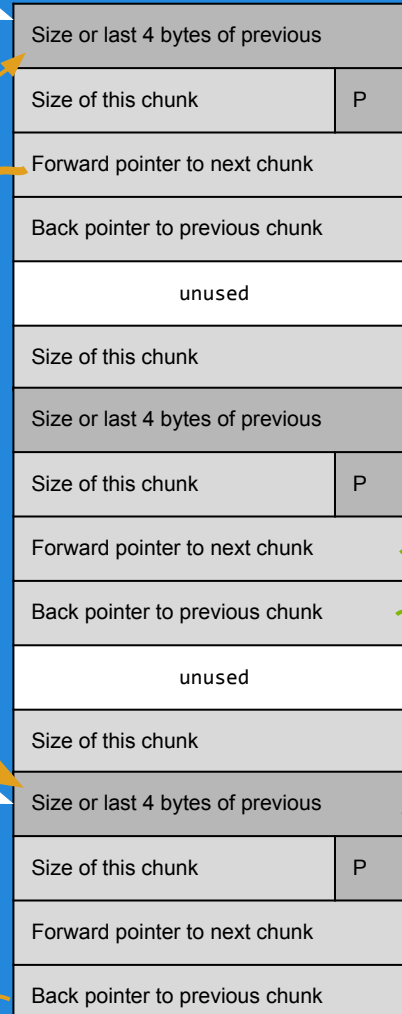 Size or last 4 bytes of previous
Size of this chunk P
Forward pointer to next chunk
Back pointer to previous chunk
unused
Size of this chunk
Size or last 4 bytes of previous
Size of this chunk P
Forward pointer to next chunk
Back pointer to previous chunk
unused
Size of this chunk
Size or last 4 bytes of previous
Size of this chunk P
Forward pointer to next chunk
Back pointer to previous chunk